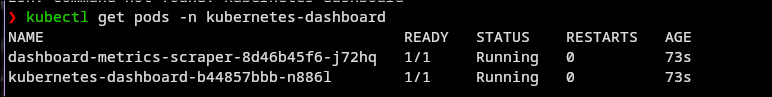 ❯ kubectl get pods -n kubernetes-dashboard
NAME                                         READY   STATUS    RESTARTS   AGE
dashboard-metrics-scraper-8d46b45f6-j72hq   1/1     Running   0          73s
kubernetes-dashboard-b44857bbb-n886l        1/1     Running   0          73s